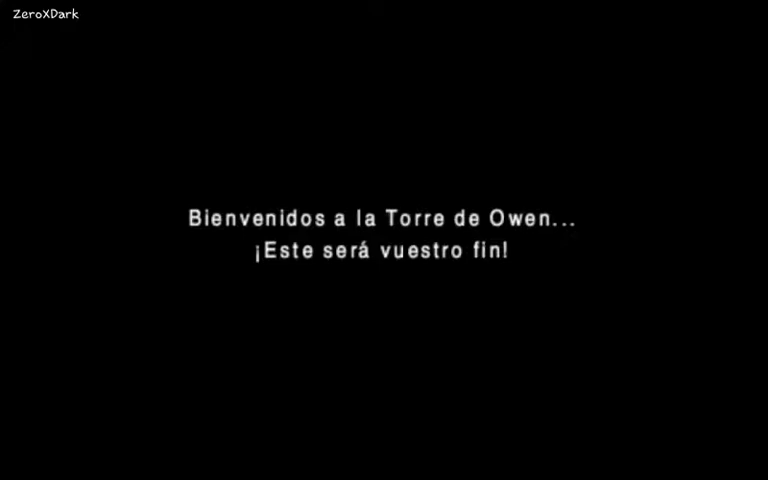 ZeroXDark
Bienvenidos a la Torre de Owen...
¡Este será vuestro fin!